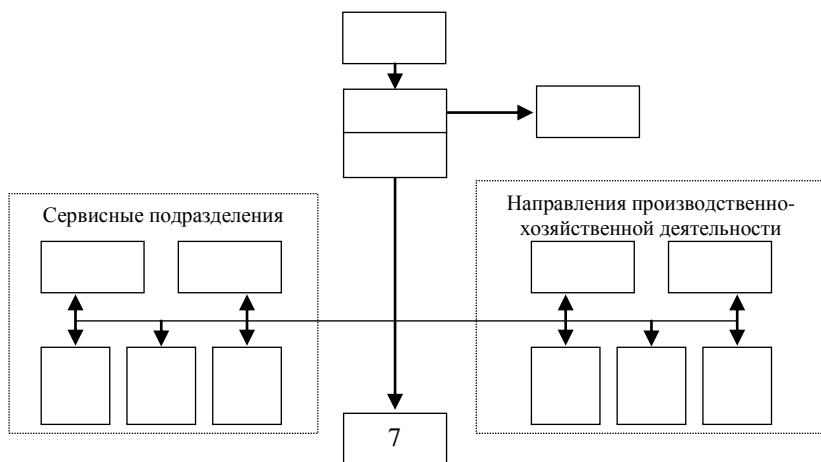 Сервисные подразделения
Направления производственно-
хозяйственной деятельности
7